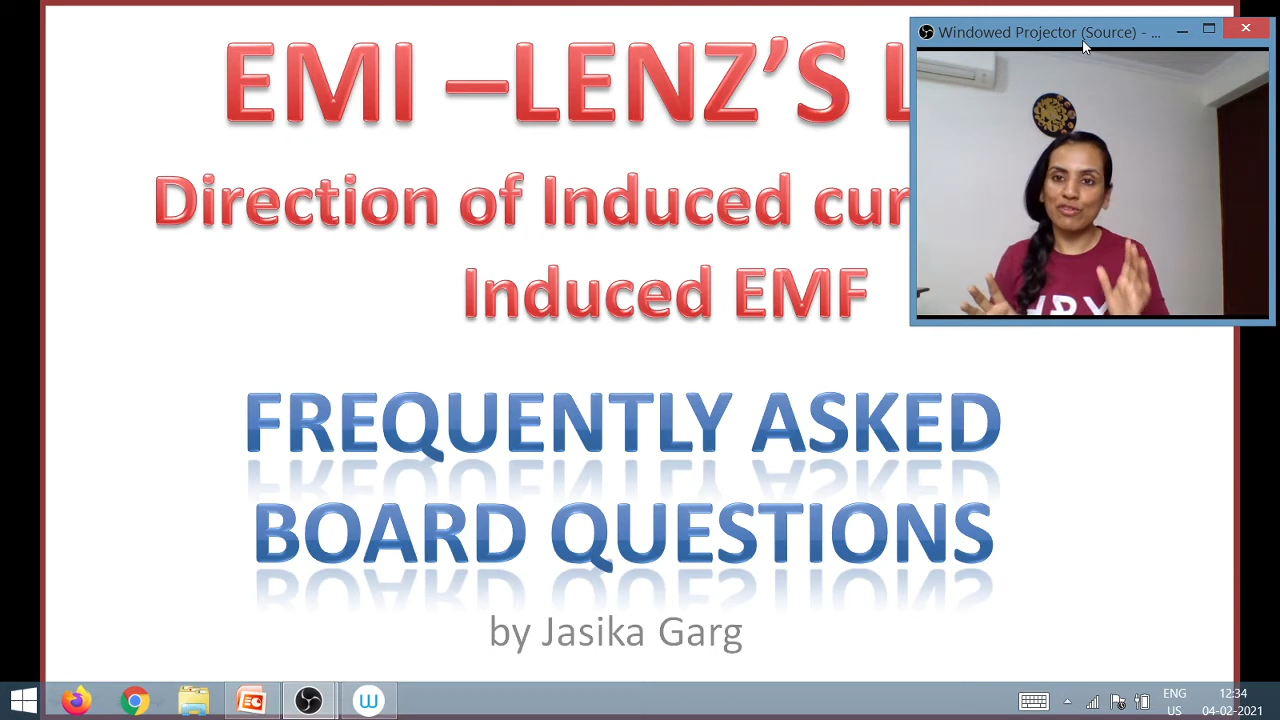 EMI –LENZ'S L
Direction of Induced cur
Induced EMF
FREQUENTLY ASKED
BOARD QUESTIONS
by Jasika Garg
Windowed Projector (Source) - ...
ENG
US
12:34
04-02-2021